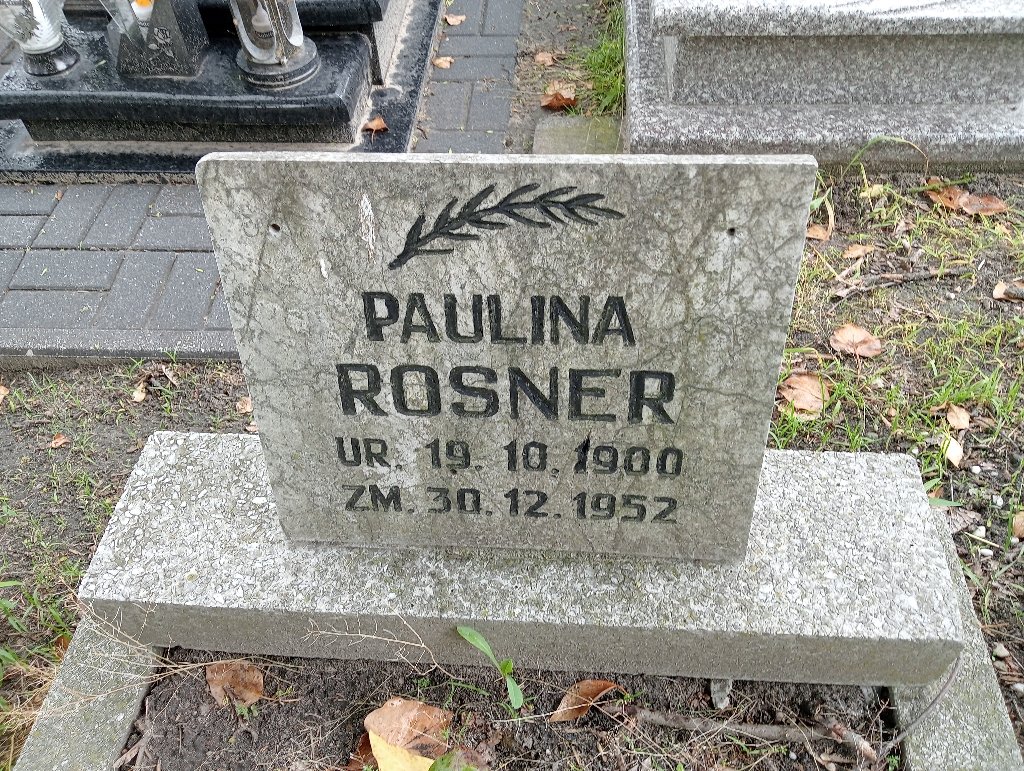 PAULINA
ROSNER
UR. 19. 10. 1900
ZM. 30. 12. 1952